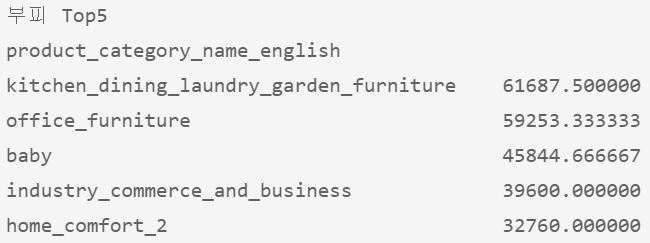 부피 Top5
product_category_name_english
kitchen_dining_laundry_garden_furniture    61687.500000
office_furniture                           59253.333333
baby                                       45844.666667
industry_commerce_and_business             39600.000000
home_comfort_2                             32760.000000